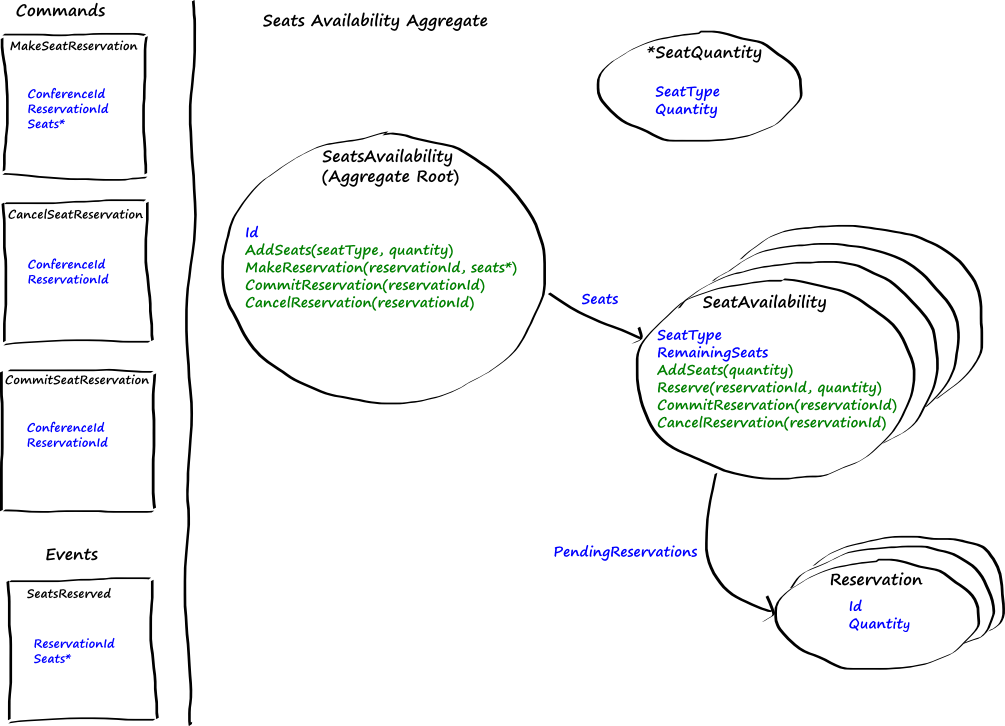 Commands
MakeSeatReservation
ConferenceId
ReservationId
Seats*
CancelSeatReservation
ConferenceId
ReservationId
CommitSeatReservation
ConferenceId
ReservationId
Events
SeatsReserved
ReservationId
Seats*
Seats Availability Aggregate
*SeatQuantity
SeatType
Quantity
SeatsAvailability
(Aggregate Root)
Id
AddSeats(seatType, quantity)
MakeReservation(reservationId, seats*)
CommitReservation(reservationId)
CancelReservation(reservationId)
Seats
SeatAvailability
SeatType
RemainingSeats
AddSeats(quantity)
Reserve(reservationId, quantity)
CommitReservation(reservationId)
CancelReservation(reservationId)
PendingReservations
Reservation
Id
Quantity